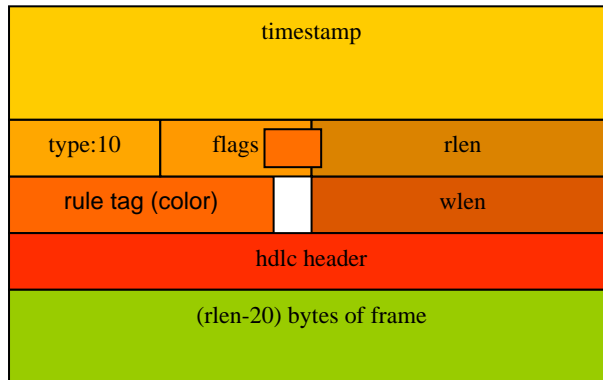 timestamp
type:10 flags rlen
rule tag (color) wlen
hdlc header
(rlen-20) bytes of frame